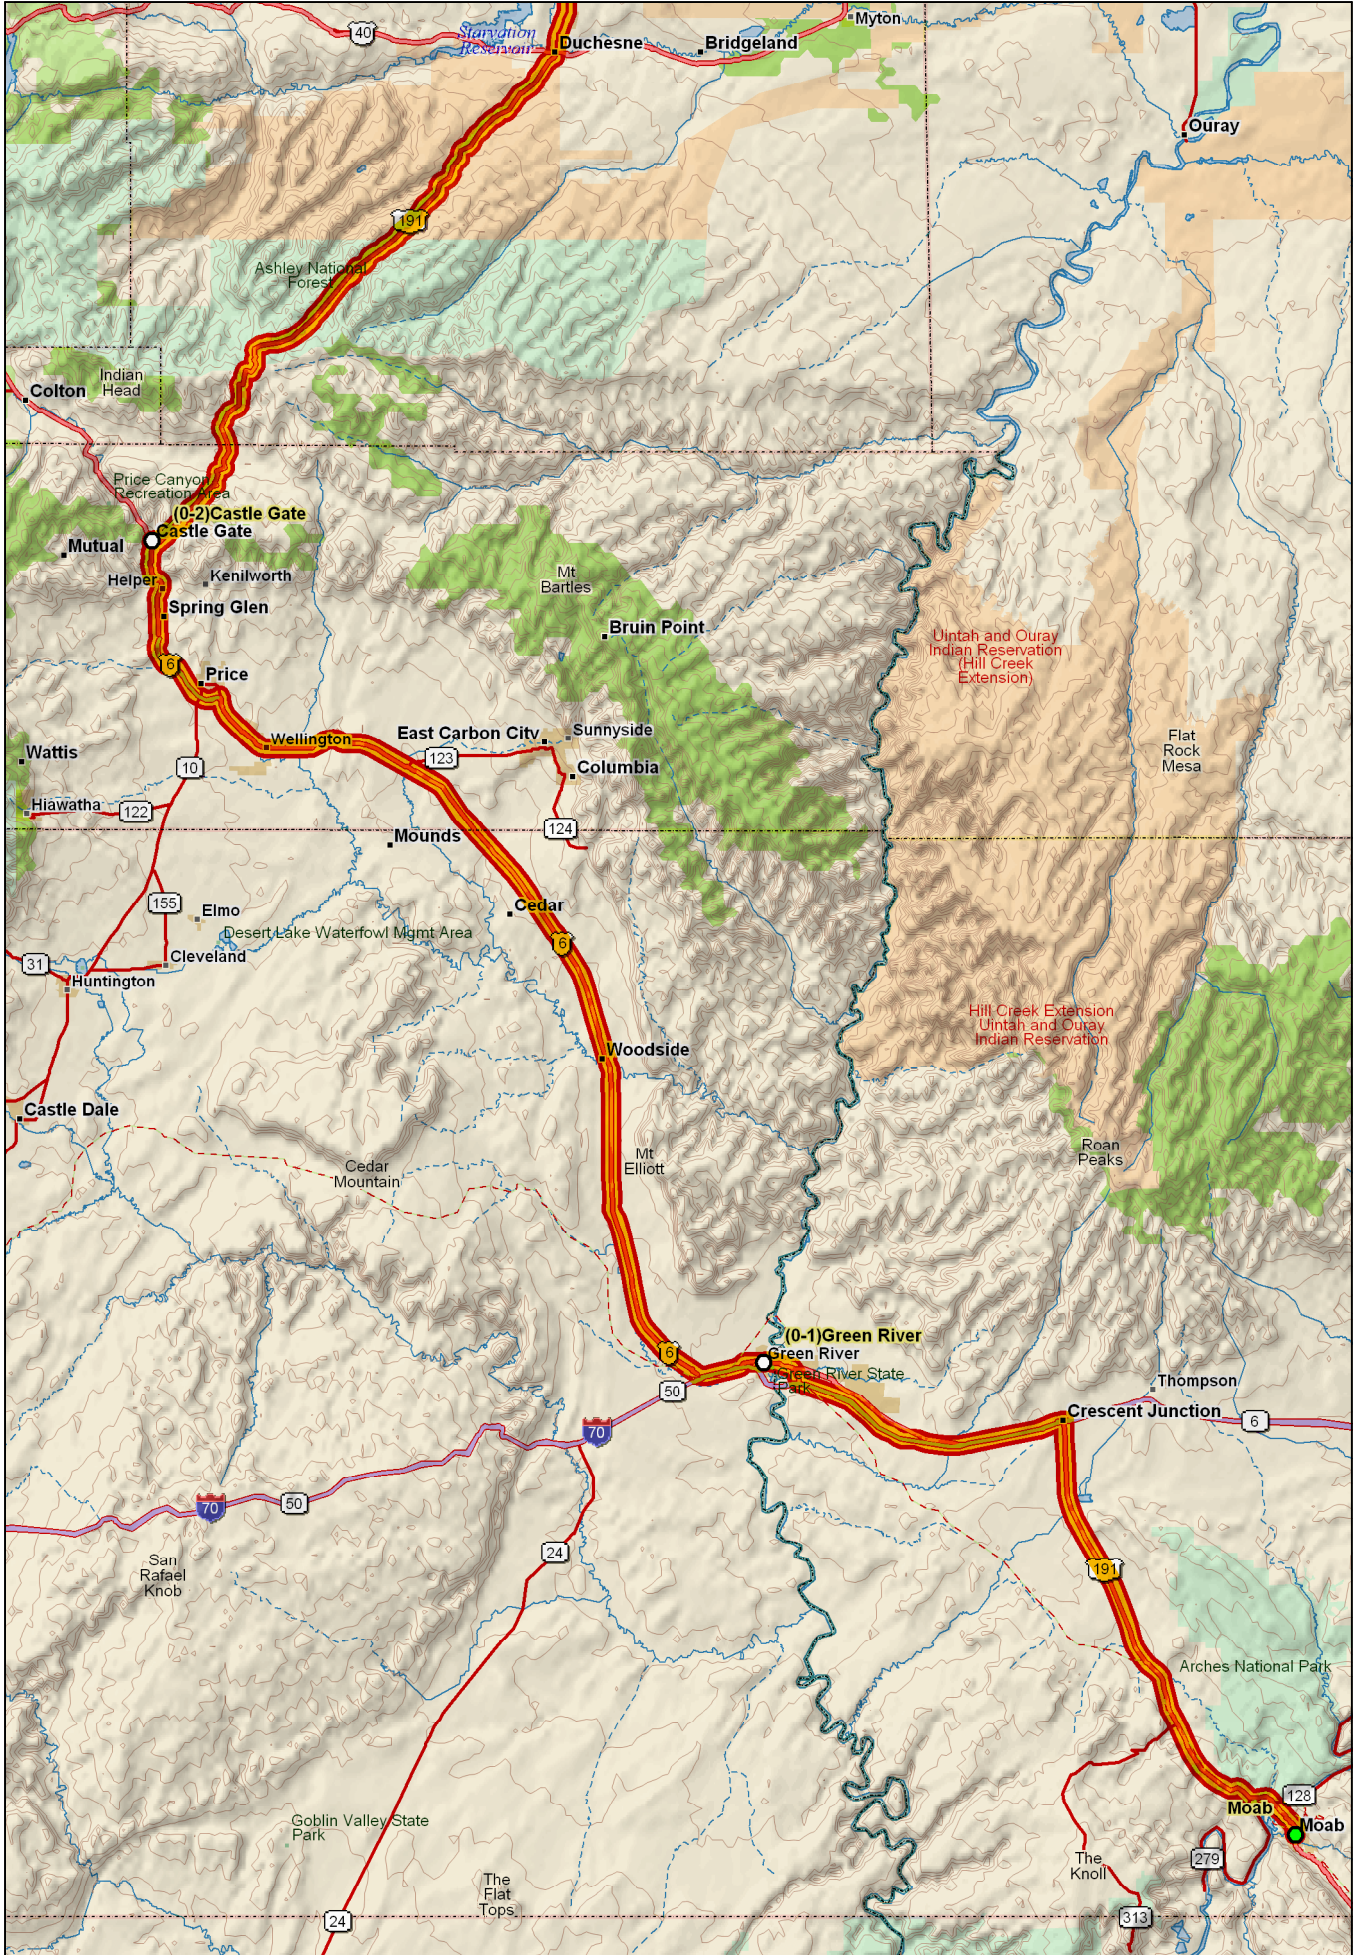 Myton
40
Starvation
Reservoir
Duchesne
Bridgeland
Ouray
191
Ashley National
Forest
Indian
Head
Colton
Price Canyon
Recreation Area
(0-2)Castle Gate
Castle Gate
Mutual
Helper
Kenilworth
Spring Glen
Mt
Bartles
Bruin Point
Uintah and Ouray
Indian Reservation
(Hill Creek
Extension)
6
Price
Wellington
East Carbon City
Sunnyside
123
Columbia
Flat
Rock
Mesa
Wattis
10
Hiawatha
122
Mounds
124
155
Elmo
Cedar
Desert Lake Waterfowl Mgmt Area
6
Cleveland
31
Huntington
Hill Creek Extension
Uintah and Ouray
Indian Reservation
Woodside
Castle Dale
Cedar
Mountain
Mt
Elliott
Roan
Peaks
(0-1)Green River
Green River
6
Green River State
Park
50
Thompson
Crescent Junction
6
70
70
50
24
San
Rafael
Knob
191
Arches National Park
128
Moab
Moab
Goblin Valley State
Park
The
Knoll
279
The
Flat
Tops
24
313